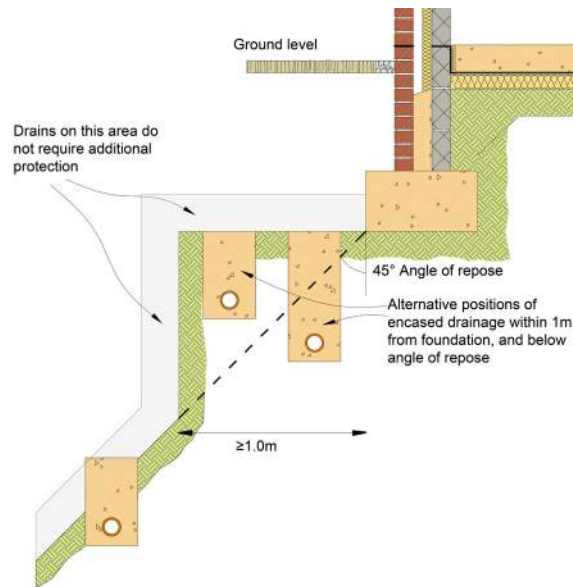 Ground level
Drains on this area do
not require additional
protection
45° Angle of repose
Alternative positions of
encased drainage within 1m
from foundation, and below
angle of repose
≥1.0m